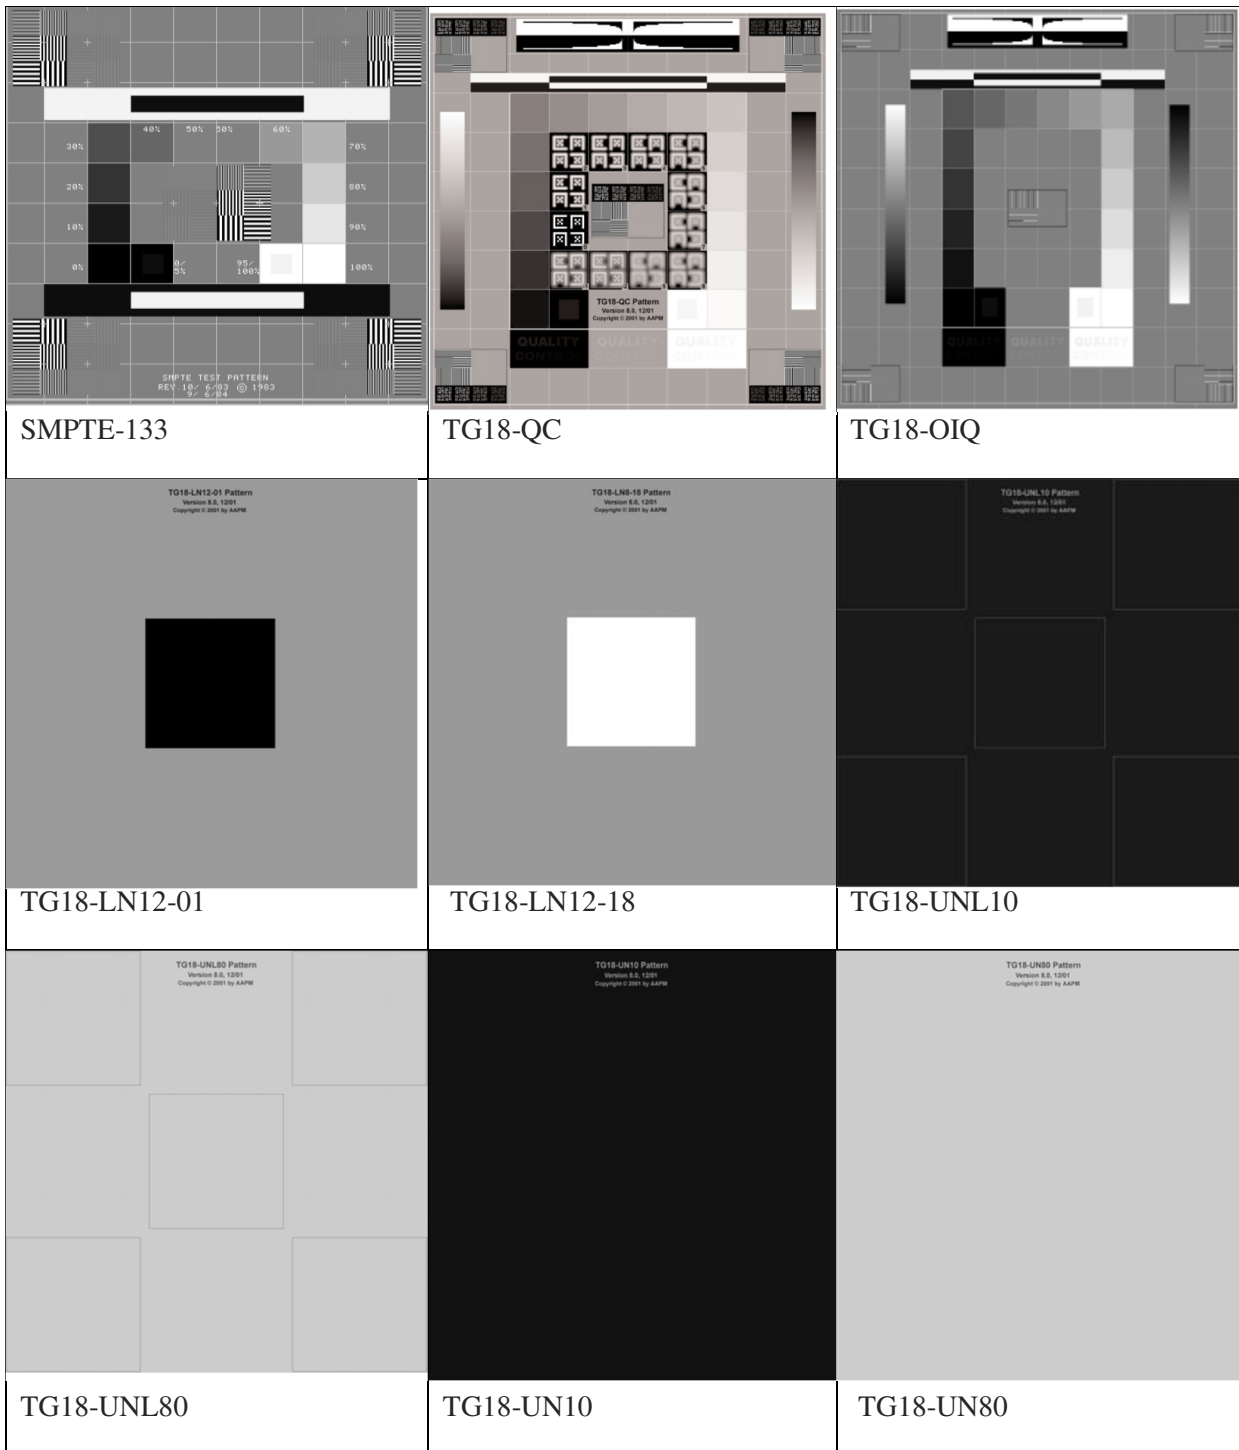 40% 50% 50% 60%
30% 70%
20% 80%
10% 90%
0% 0/ 95/ 100%
5% 100%
SMPTE TEST PATTERN
REV.10/ 6/83 © 1983
9/ 6/84
TG18-QC Pattern
Version 8.0, 12/01
Copyright © 2001 by AAPM
QUALITY QUALITY QUALITY
CONTROL CONTROL CONTROL
QUALITY QUALITY QUALITY
CONTROL CONTROL CONTROL
SMPTE-133 TG18-QC TG18-OIQ
TG18-LN12-01 Pattern
Version 8.0, 12/01
Copyright © 2001 by AAPM
TG18-LN8-18 Pattern
Version 8.0, 12/01
Copyright © 2001 by AAPM
TG18-UNL10 Pattern
Version 8.0, 12/01
Copyright © 2001 by AAPM
TG18-LN12-01 TG18-LN12-18 TG18-UNL10
TG18-UNL80 Pattern
Version 8.0, 12/01
Copyright © 2001 by AAPM
TG18-UN10 Pattern
Version 8.0, 12/01
Copyright © 2001 by AAPM
TG18-UN80 Pattern
Version 8.0, 12/01
Copyright © 2001 by AAPM
TG18-UNL80 TG18-UN10 TG18-UN80